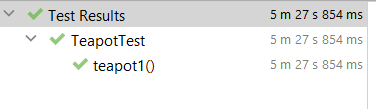 Test Results 5 m 27 s 854 ms
TeapotTest 5 m 27 s 854 ms
teapot1() 5 m 27 s 854 ms